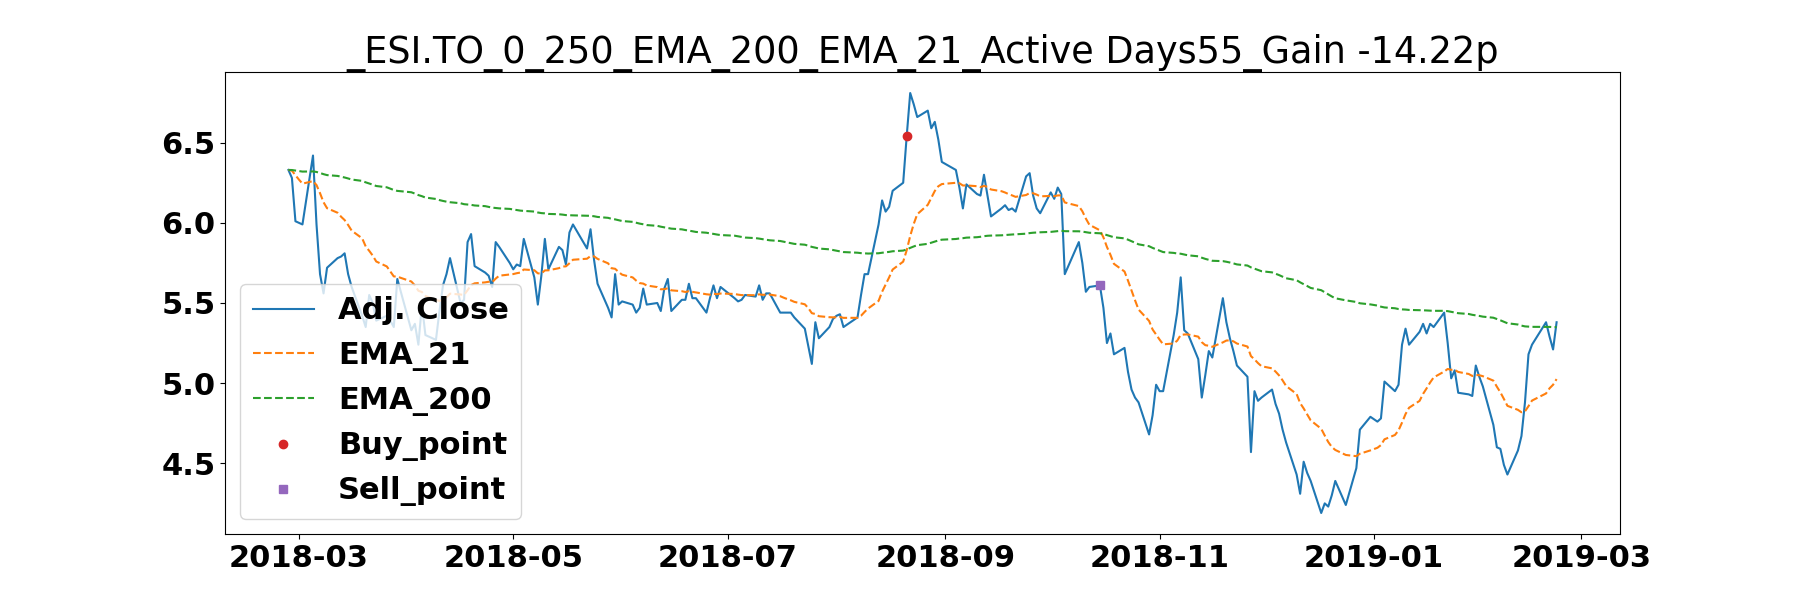 _ESI.TO_0_250_EMA_200_EMA_21_Active Days55_Gain -14.22p
6.5
6.0
5.5
5.0
4.5
Adj. Close
EMA_21
EMA_200
Buy_point
Sell_point
2018-03 2018-05 2018-07 2018-09 2018-11 2019-01 2019-03